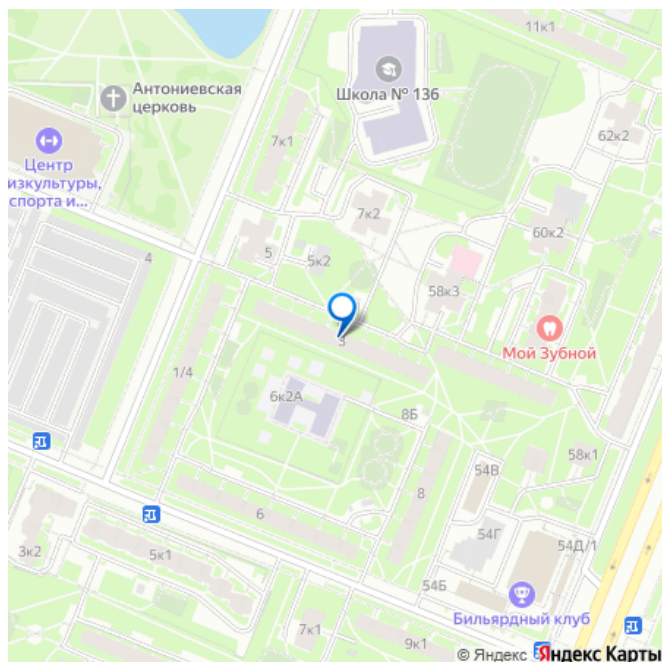 11к1
Антониевская
церковь
Школа № 136
62к2
7к1
Центр
изкультуры,
спорта и...
7к2
60к2
4
5
5к2
58к3
3
Мой Зубной
1/4
6к2А
8Б
58к1
54В
8
6
54Г
54Д/1
3к2
5к1
54Б
Бильярдный клуб
7к1
9к1
© Яндекс Яндекс Карты